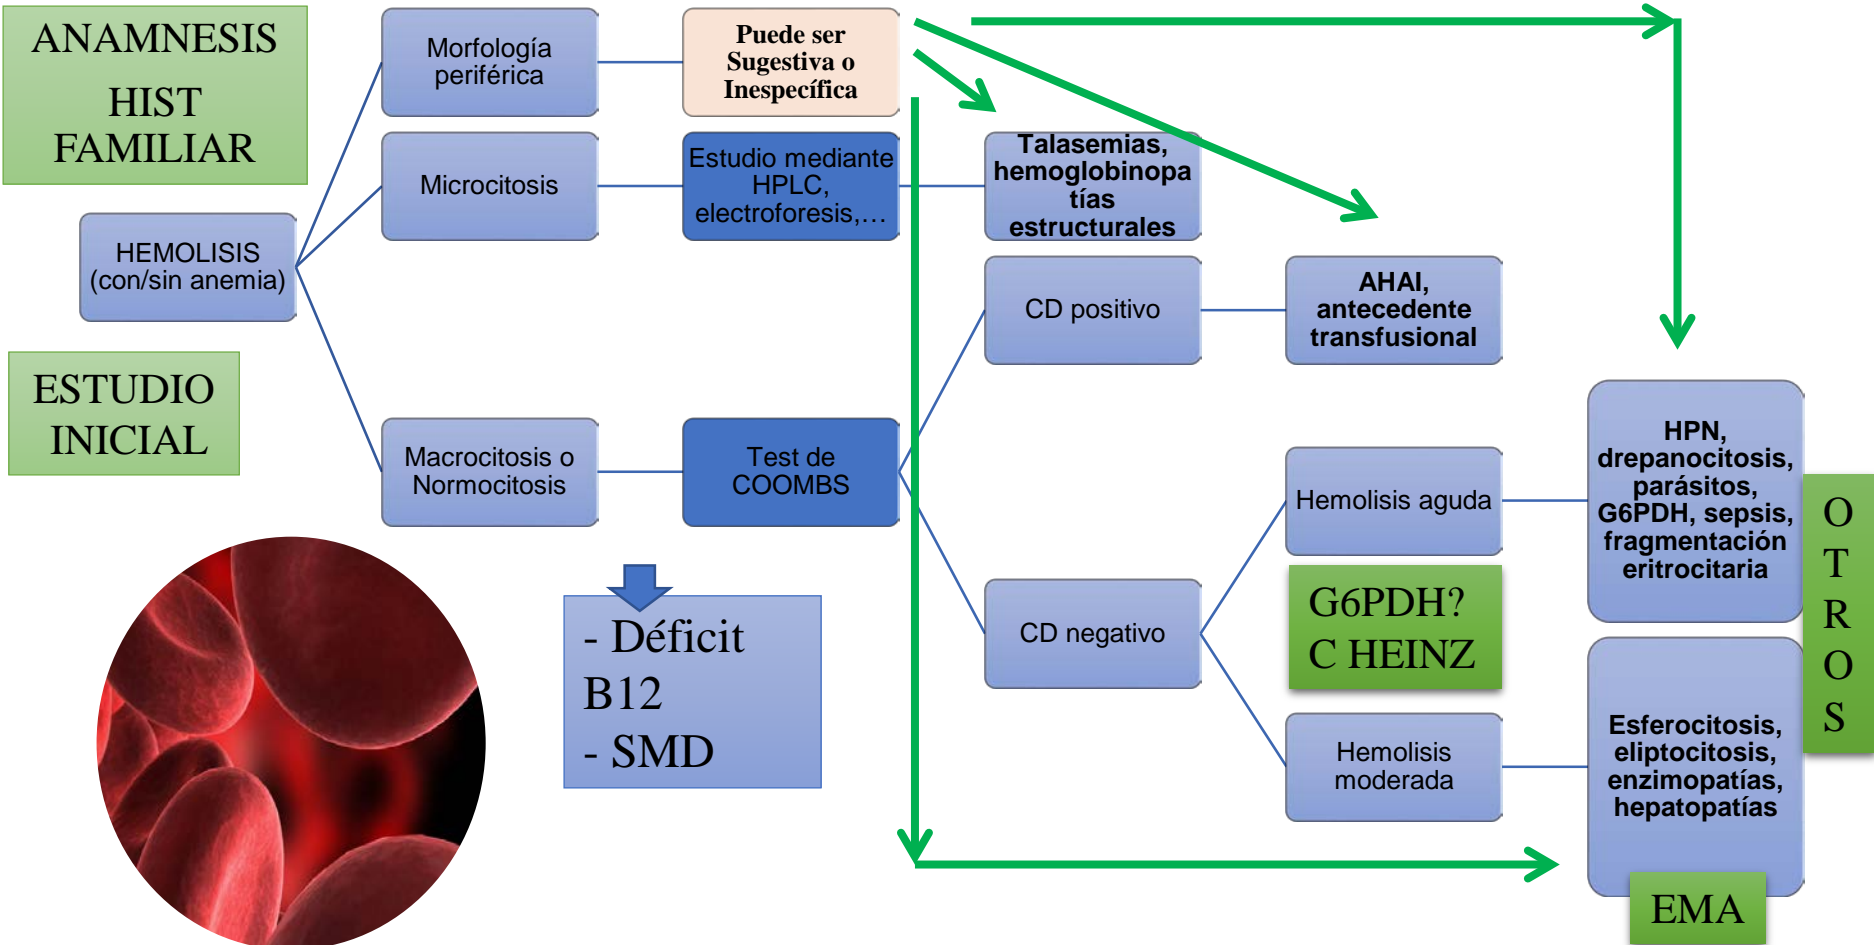 ANAMNESIS
HIST
FAMILIAR
HEMOLISIS
(con/sin anemia)
ESTUDIO
INICIAL
Morfología
periférica
Puede ser
Sugestiva o
Inespecífica
Microcitosis
Estudio mediante
HPLC,
electroforesis,...
Talasemias,
hemoglobinopa
tías
estructurales
Macrocitosis o
Normocitosis
Test de
COOMBS
- Déficit
B12
- SMD
CD positivo
AHAI,
antecedente
transfusional
CD negativo
Hemolisis aguda
G6PDH?
C HEINZ
Hemolisis
moderada
HPN,
drepanocitosis,
parásitos,
G6PDH, sepsis,
fragmentación
eritrocitaria
Esferocitosis,
eliptocitosis,
enzimopatías,
hepatopatías
O
T
R
O
S
EMA